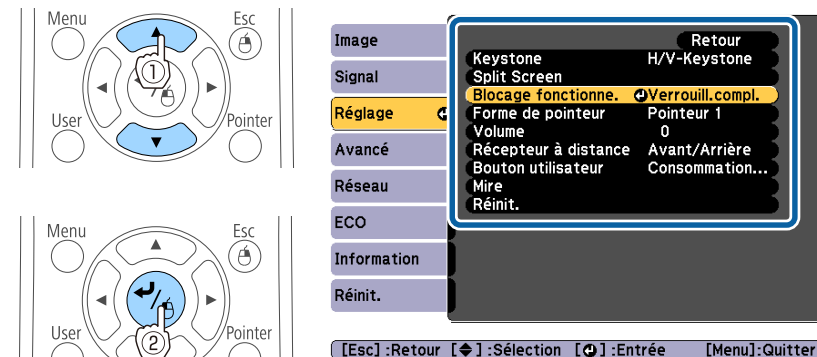 Menu
Esc
1
User
Pointer
Menu
Esc
User
Pointer
2
Image
Signal
Réglage
Avancé
Réseau
ECO
Information
Réinit.
Retour
Keystone H/V-Keystone
Split Screen
Blocage fonctionne. Verrouill.compl.
Forme de pointeur Pointeur 1
Volume 0
Récepteur à distance Avant/Arrière
Bouton utilisateur Consommation...
Mire
Réinit.
[Esc] :Retour [◆] :Sélection [⏎] :Entrée [Menu]:Quitter